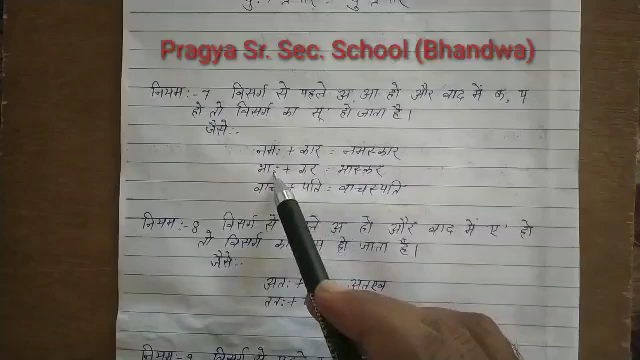 Pragya Sr. Sec. School (Bhandwa)
नियम:- 7 विसर्ग से पहले अ, आ हो और बाद में क, प
हो तो विसर्ग का स् हो जाता है।
जैसे:-
नमः + कार = नमस्कार
भाः + कर = भास्कर
वाचः + पति = वाचस्पति
नियम:- 8 विसर्ग से पहले अ हो और बाद में ए हो
तो विसर्ग का हो जाता है।
जैसे:-
अतः + अतएव
ततः +